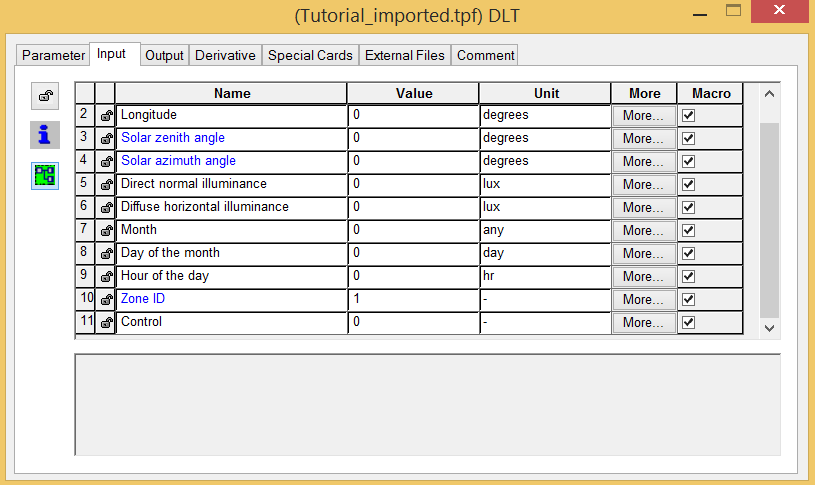 (Tutorial_imported.tpf) DLT
Parameter Input Output Derivative Special Cards External Files Comment
Name Value Unit More Macro
2 Longitude 0 degrees More...
3 Solar zenith angle 0 degrees More...
4 Solar azimuth angle 0 degrees More...
5 Direct normal illuminance 0 lux More...
6 Diffuse horizontal illuminance 0 lux More...
7 Month 0 any More...
8 Day of the month 0 day More...
9 Hour of the day 0 hr More...
10 Zone ID 1 - More...
11 Control 0 - More...